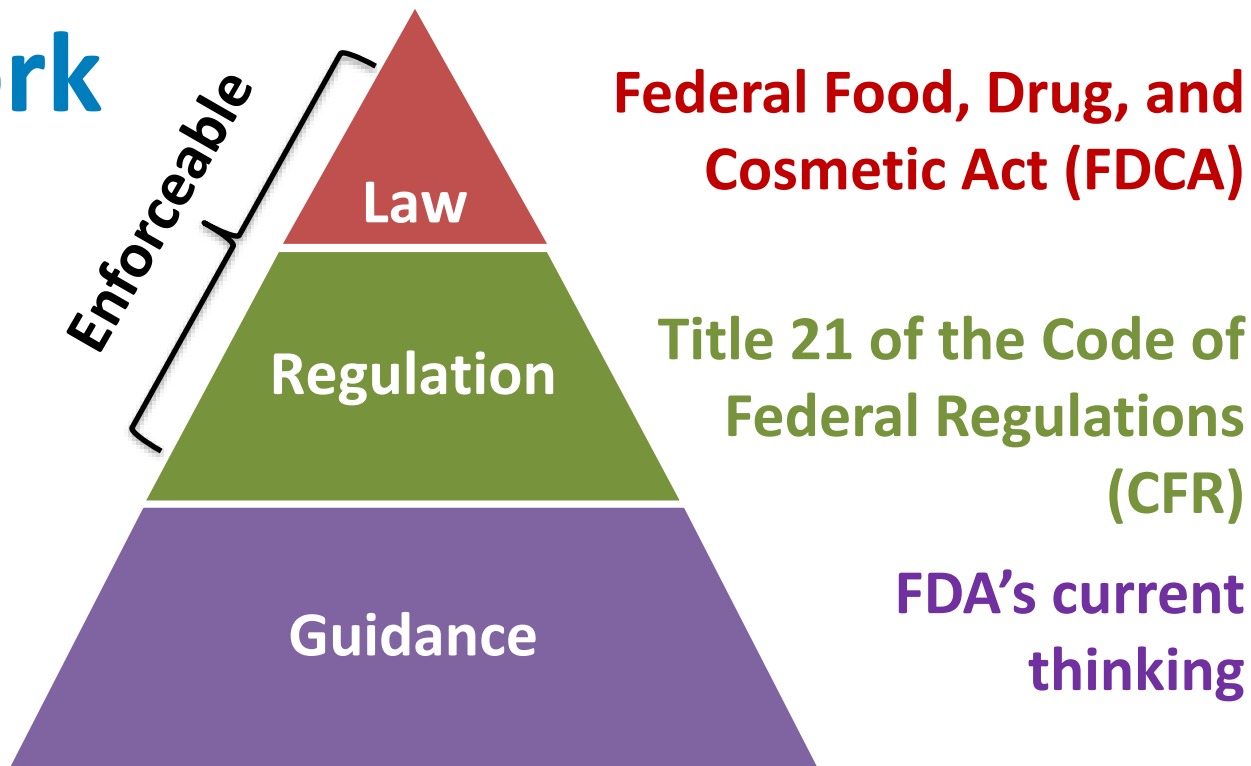 ork
Enforceable
Law
Regulation
Guidance
Federal Food, Drug, and
Cosmetic Act (FDCA)
Title 21 of the Code of
Federal Regulations
(CFR)
FDA’s current
thinking